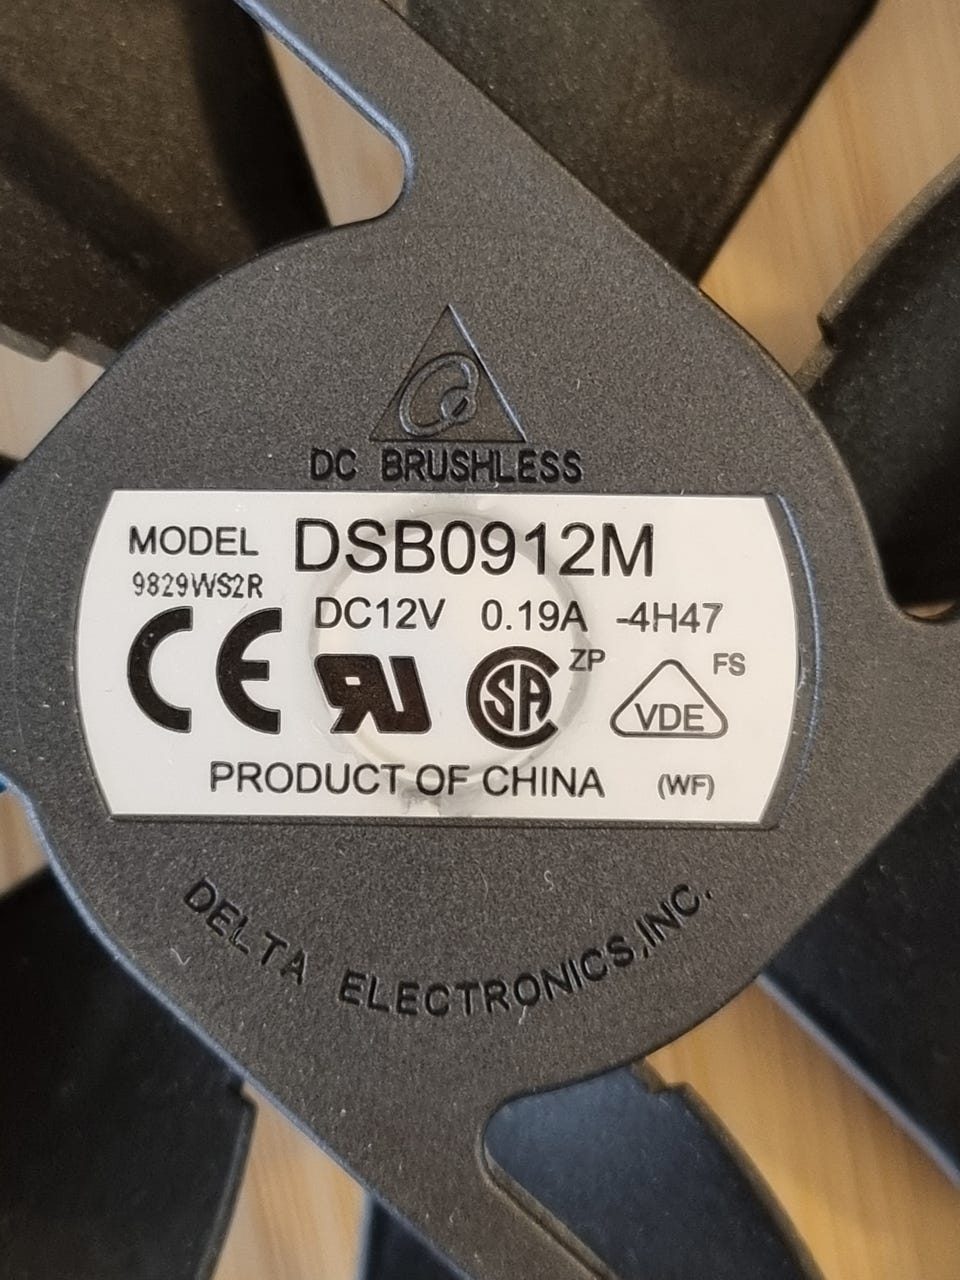 DC BRUSHLESS
MODEL DSB0912M
9829WS2R
DC12V 0.19A -4H47
CE
ZP
SA
VDE
FS
PRODUCT OF CHINA (WF)
DELTA ELECTRONICS,INC.